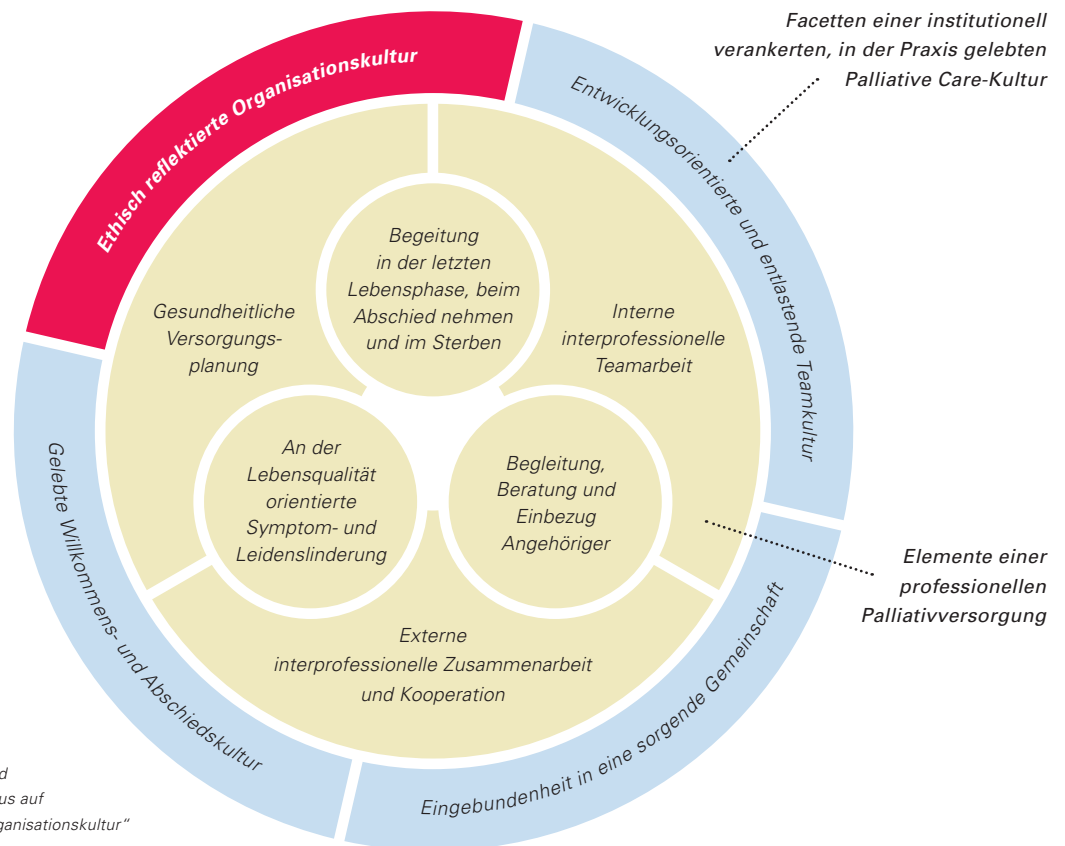 Facetten einer institutionell
verankerten, in der Praxis gelebten
Palliative Care-Kultur
Ethisch reflektierte Organisationskultur
Entwicklungsorientierte und entlastende Teamkultur
Begeitung
in der letzten
Lebensphase, beim
Abschied nehmen
und im Sterben
Gesundheitliche
Versorgungs-
planung
Interne
interprofessionelle
Teamarbeit
An der
Lebensqualität
orientierte
Symptom- und
Leidenslinderung
Begleitung,
Beratung und
Einbezug
Angehöriger
Elemente einer
professionellen
Palliativversorgung
Externe
interprofessionelle Zusammenarbeit
und Kooperation
Gelebte Willkommens- und Abschiedskultur
Eingebundenheit in eine sorgende Gemeinschaft
auf